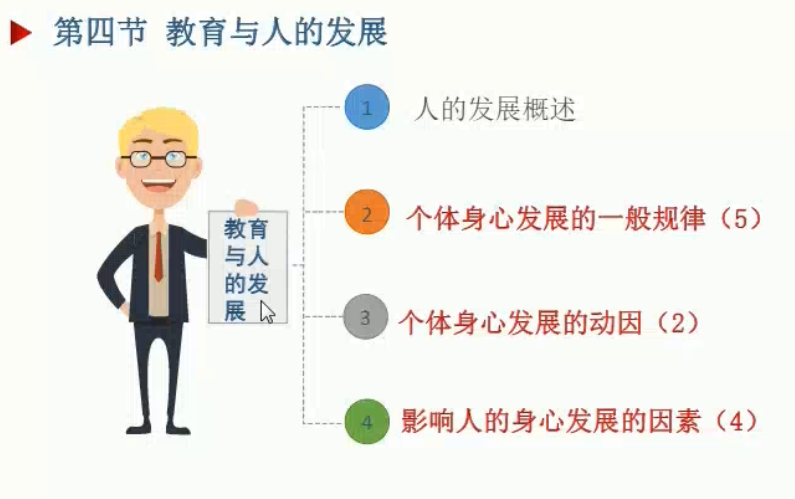 第四节 教育与人的发展
1 人的发展概述
2 个体身心发展的一般规律（5）
教育
与人
的发
展
3 个体身心发展的动因（2）
4 影响人的身心发展的因素（4）